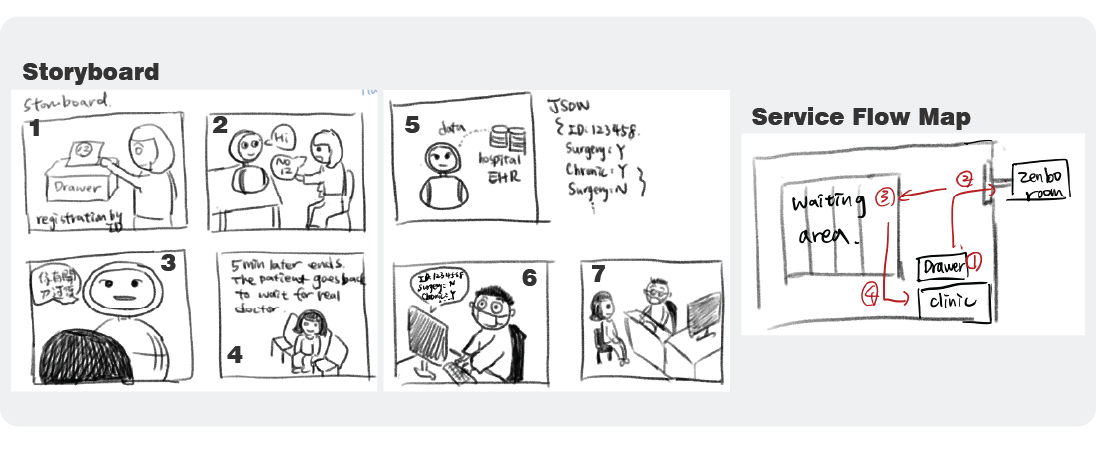 Storyboard
Storyboard.
1
Drawer
registration by
ID
2
Hi
NO
12
3
你有開
刀過嗎
4
5 min later ends.
The patient goes back
to wait for real
doctor.
5
data
hospital
EHR
JSON
{ ID: 123458.
Surgery: Y
Chronic: Y
Surgery: N }
6
ID: 123458
Surgery: N
Chronic: Y
7
Service Flow Map
waiting
area.
③
②
zenbo
room
Drawer ①
④
clinic